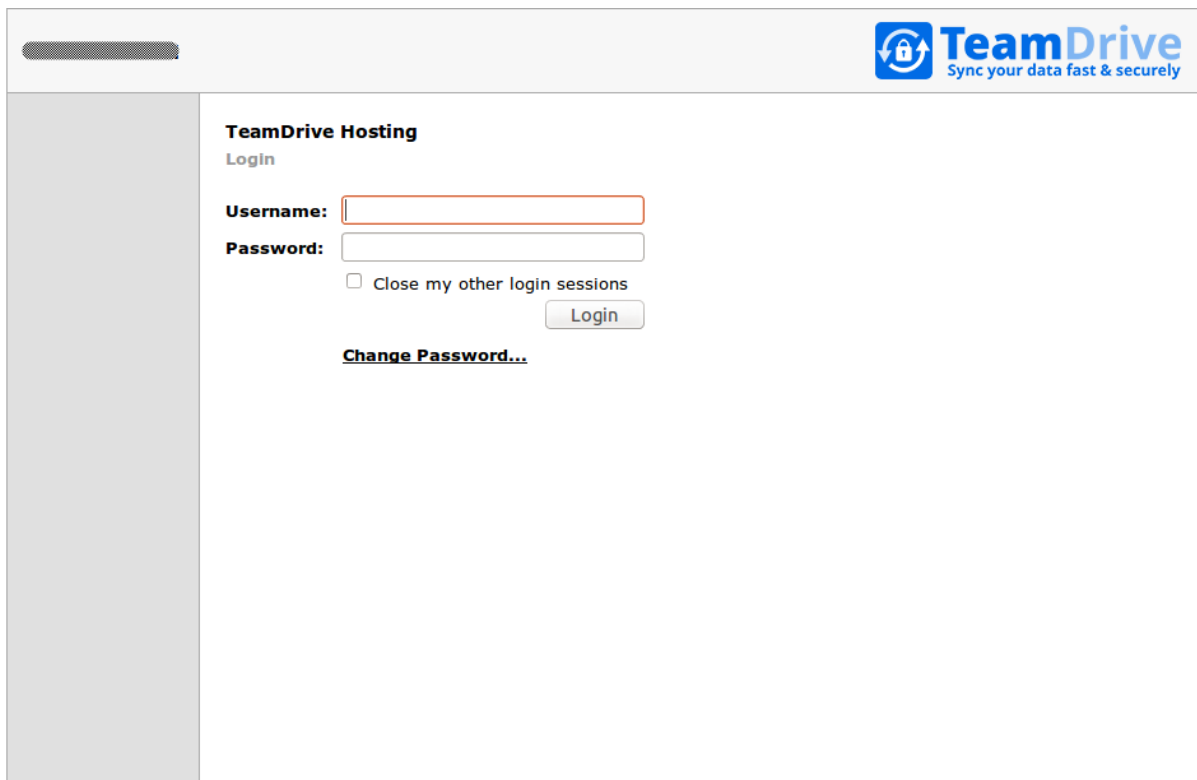 TeamDrive
Sync your data fast & securely
TeamDrive Hosting
Login
Username:
Password:
Close my other login sessions
Login
Change Password...